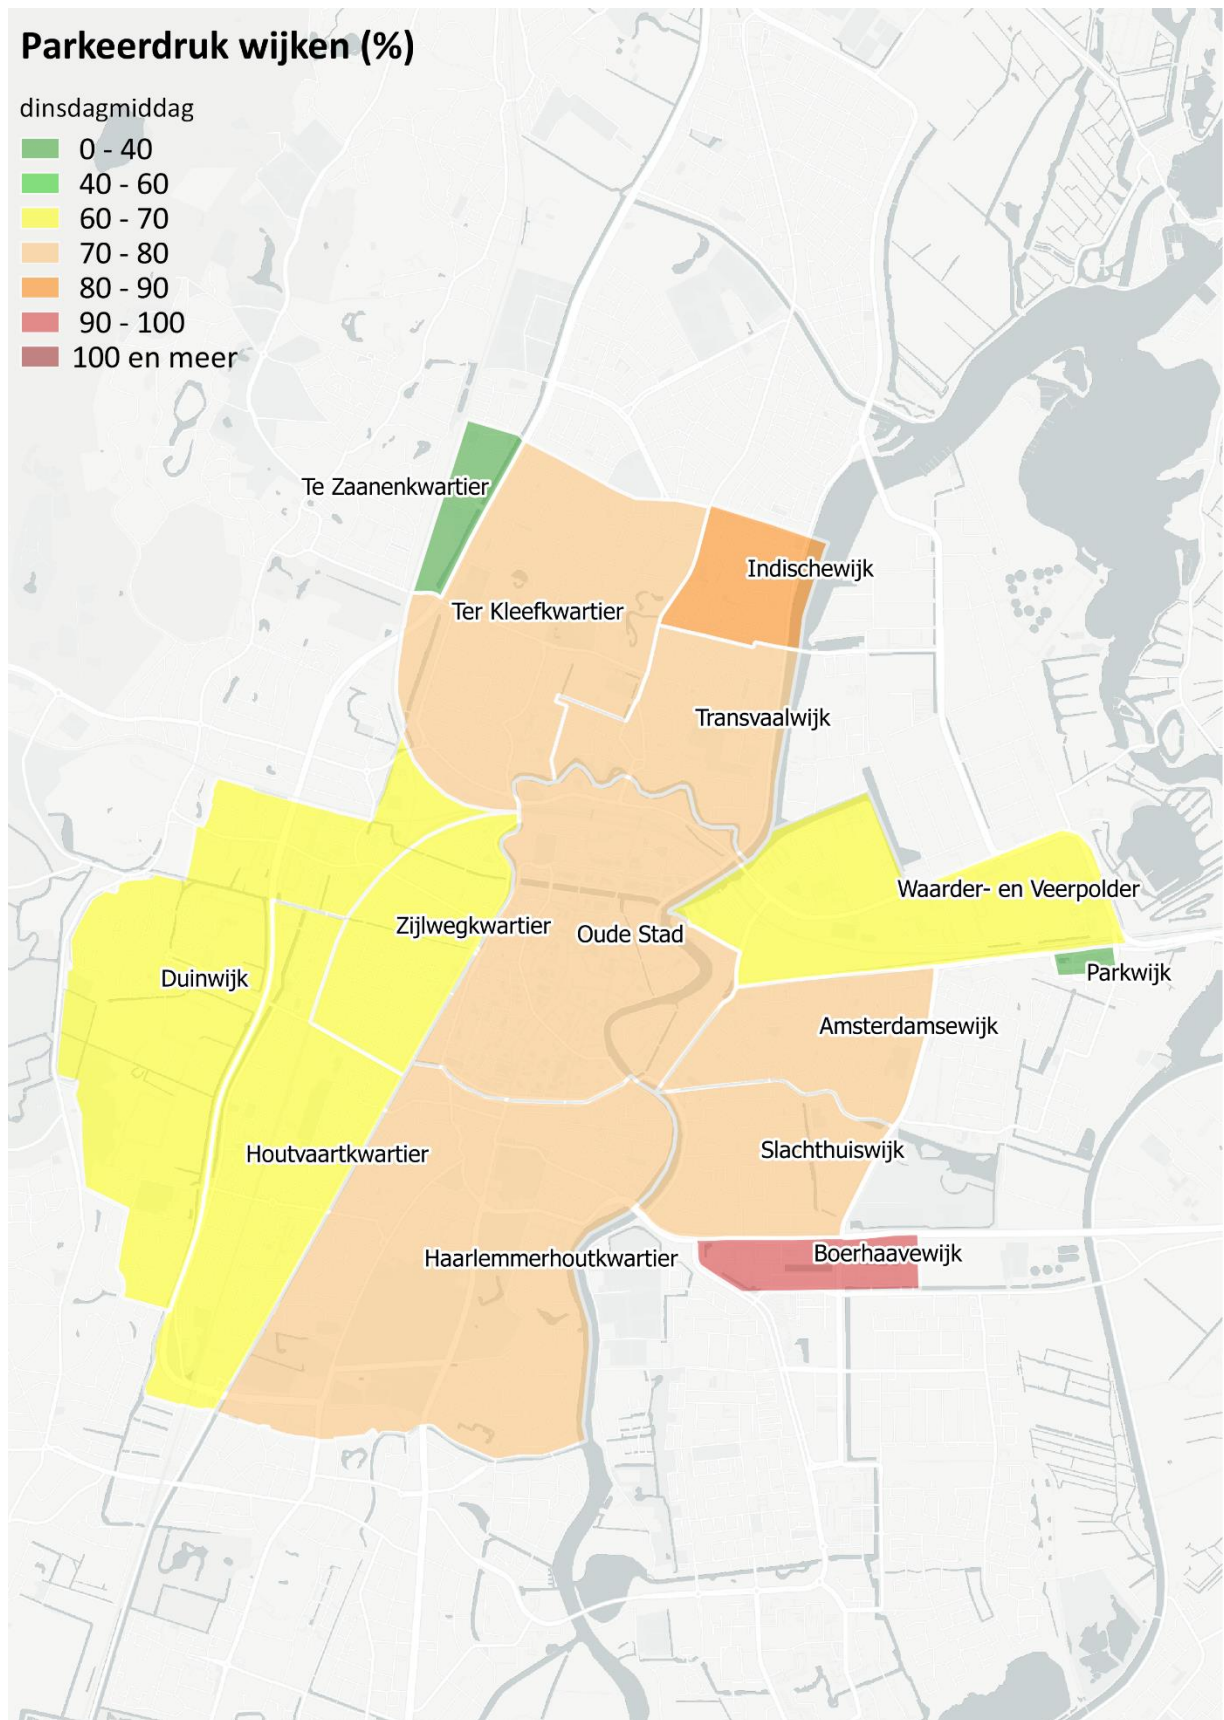 Parkeerdruk wijken (%)
dinsdagmiddag
0 - 40
40 - 60
60 - 70
70 - 80
80 - 90
90 - 100
100 en meer
Te Zaanenkwartier
Indischewijk
Ter Kleefkwartier
Transvaalwijk
Waarder- en Veerpolder
Zijlwegkwartier
Oude Stad
Duinwijk
Parkwijk
Amsterdamsewijk
Slachthuiswijk
Houtvaartkwartier
Boerhaavewijk
Haarlemmerhoutkwartier